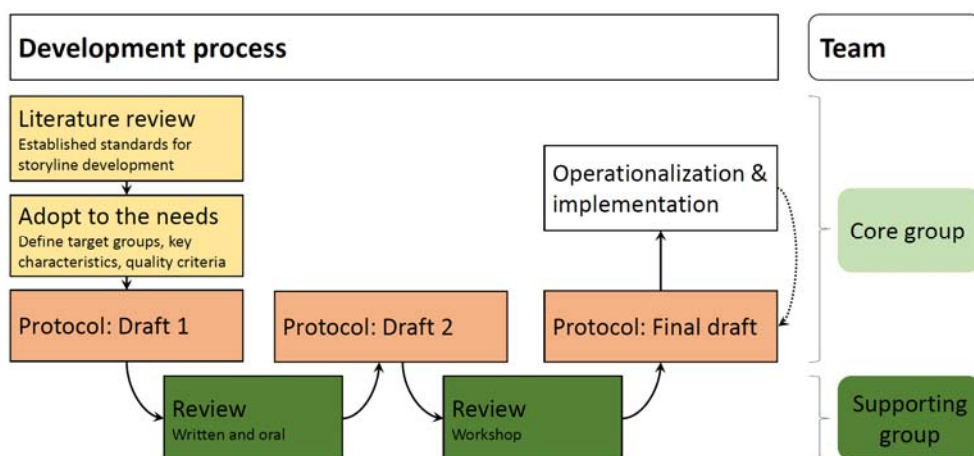 Development process
Team
Literature review
Established standards for
storyline development
Adopt to the needs
Define target groups, key
characteristics, quality criteria
Operationalization &
implementation
Core group
Protocol: Draft 1
Protocol: Draft 2
Protocol: Final draft
Review
Written and oral
Review
Workshop
Supporting
group